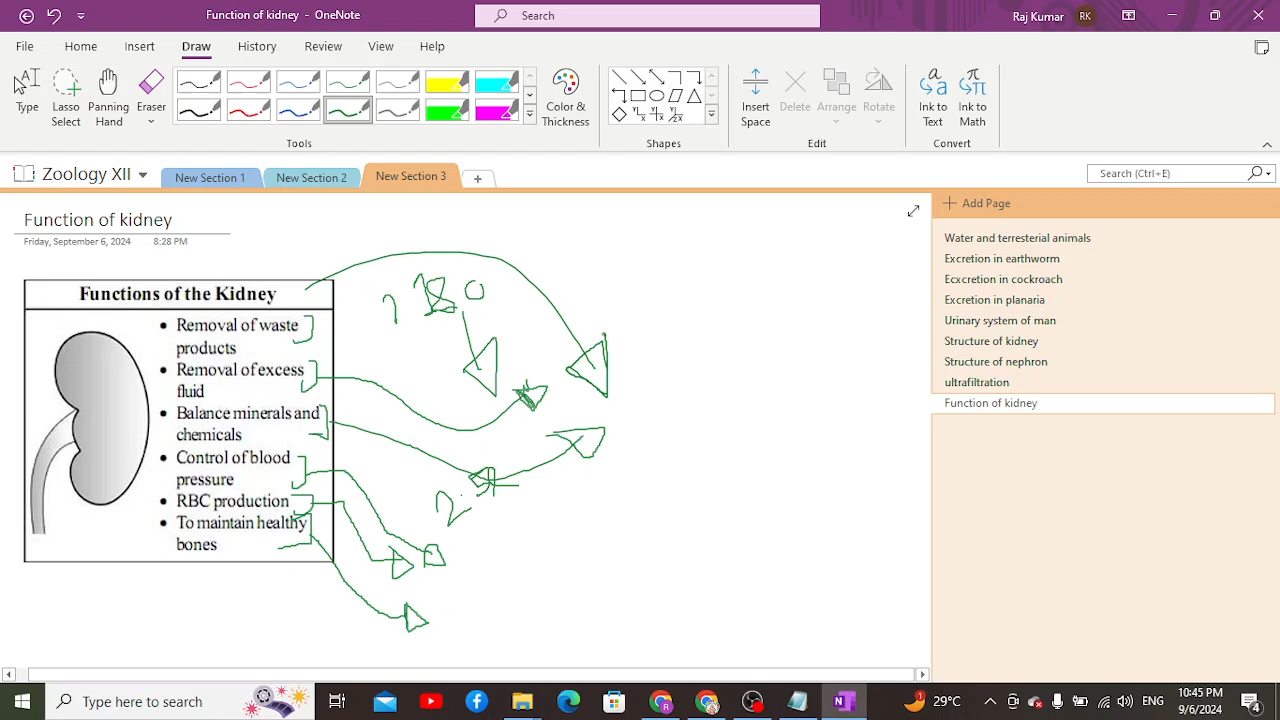 Function of kidney - OneNote
Search
Raj Kumar
RK
File Home Insert Draw History Review View Help
Type
Lasso Select
Panning Hand
Eraser
Color & Thickness
Insert Space
Delete
Arrange
Rotate
Ink to Text
Ink to Math
Tools
Shapes
Edit
Convert
Zoology XII
New Section 1
New Section 2
New Section 3
Search (Ctrl+E)
Function of kidney
Friday, September 6, 2024 8:28 PM
Functions of the Kidney
• Removal of waste
products
• Removal of excess
fluid
• Balance minerals and
chemicals
• Control of blood
pressure
• RBC production
• To maintain healthy
bones
Add Page
Water and terresterial animals
Excretion in earthworm
Ecxcretion in cockroach
Excretion in planaria
Urinary system of man
Structure of kidney
Structure of nephron
ultrafiltration
Function of kidney
Type here to search
29°C
ENG
10:45 PM
9/6/2024